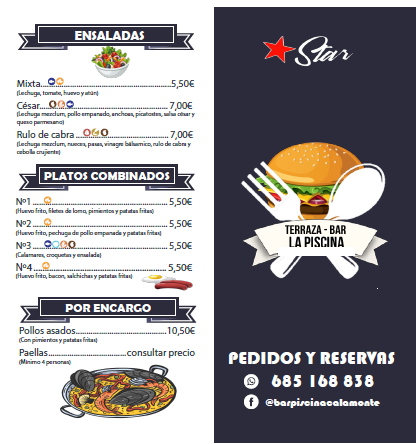 ENSALADAS
Mixta.....................................................5,50€
(Lechuga, tomate, huevo y atún)
César......................................................7,00€
(Lechuga mezclum, pollo empanado, anchoas, picatostes, salsa césar y
queso parmesano)
Rulo de cabra..........................................7,00€
(Lechuga mezclum, nueces, pasas, vinagre bálsamico, rulo de cabra y
cebolla crujiente)
PLATOS COMBINADOS
Nº1......................................................5,50€
(Huevo frito, filetes de lomo, pimientos y patatas fritas)
Nº2......................................................5,50€
(Huevo frito, pechuga de pollo empanada y patatas fritas)
Nº3......................................................5,50€
(Calamares, croquetas y ensalada)
Nº4......................................................5,50€
(Huevo frito, bacon, salchichas y patatas fritas)
POR ENCARGO
Pollos asados...................................10,50€
(Con pimientos y patatas fritas)
Paellas..............................consultar precio
(Mínimo 4 personas)
Star
TERRAZA - BAR
LA PISCINA
PEDIDOS Y RESERVAS
685 168 838
@barpiscinacalamonte